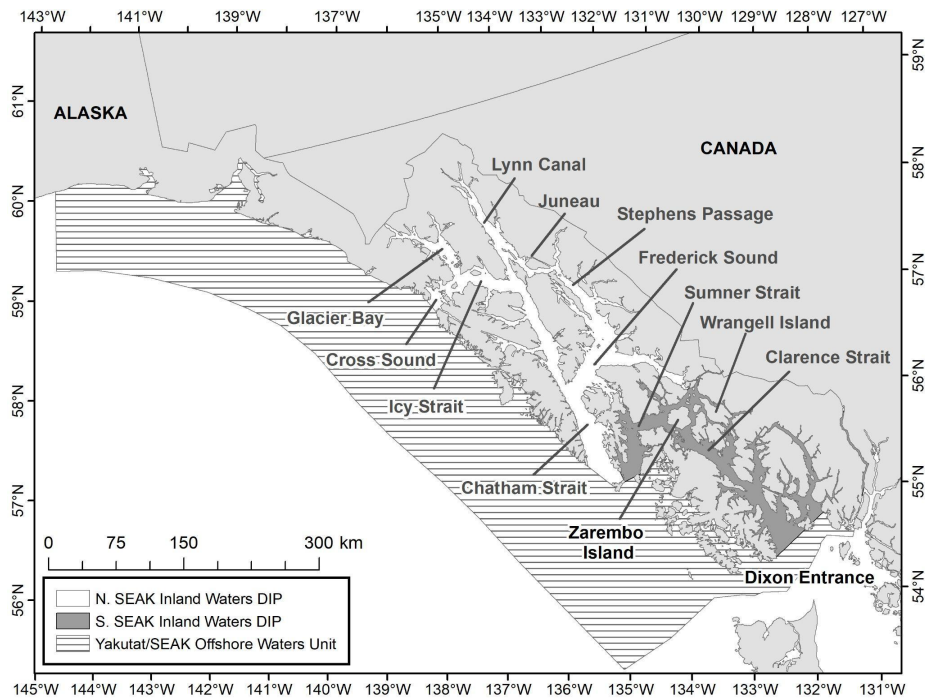 143°W 141°W 139°W 137°W 135°W 134°W 133°W 132°W 131°W 130°W 129°W 128°W 127°W
59°N
61°N
ALASKA
CANADA
58°N
Lynn Canal
Juneau
60°N
Stephens Passage
Frederick Sound
57°N
Sumner Strait
59°N
Glacier Bay
Wrangell Island
Cross Sound
Clarence Strait
56°N
58°N
Icy Strait
55°N
Chatham Strait
57°N
Zarembo
Island
0 75 150 300 km
Dixon Entrance
54°N
56°N
N. SEAK Inland Waters DIP
S. SEAK Inland Waters DIP
Yakutat/SEAK Offshore Waters Unit
145°W 144°W 142°W 141°W 140°W 139°W 138°W 137°W 135°W 134°W 133°W 131°W